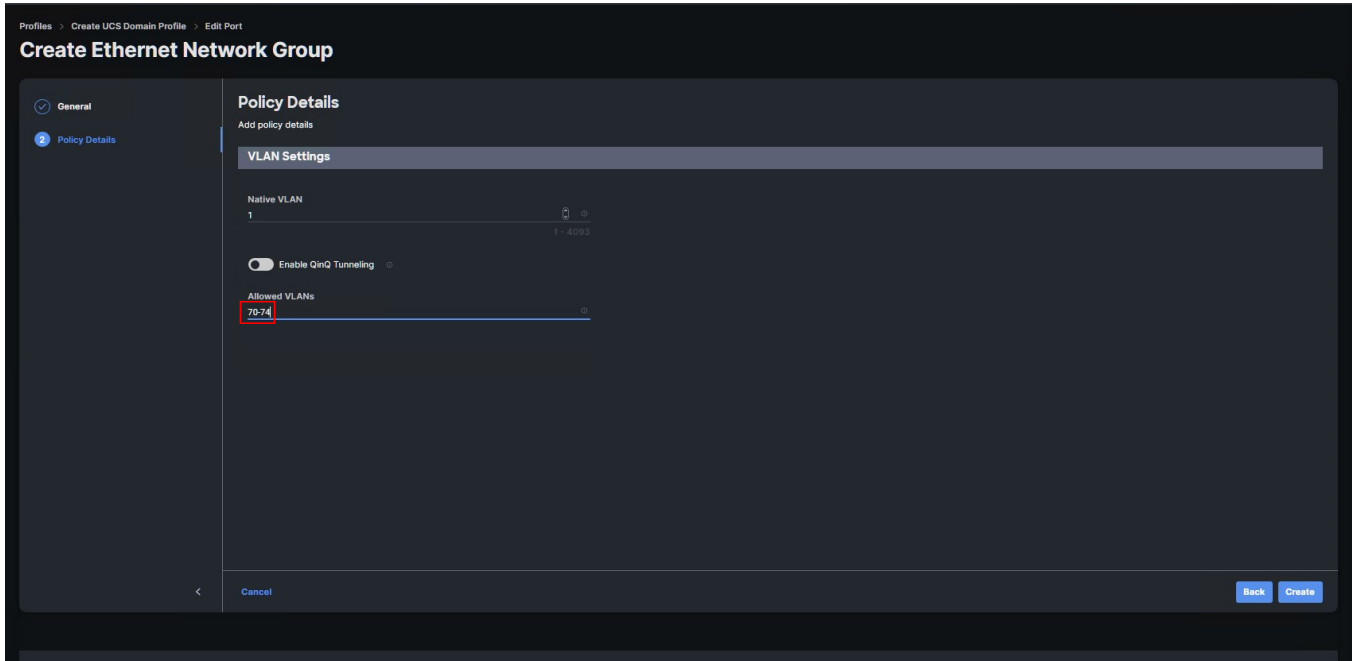 Profiles > Create UCS Domain Profile > Edit Port
Create Ethernet Network Group
General
2 Policy Details
Policy Details
Add policy details
VLAN Settings
Native VLAN
1
1 - 4093
Enable QinQ Tunneling
Allowed VLANs
70-74
Cancel
Back Create